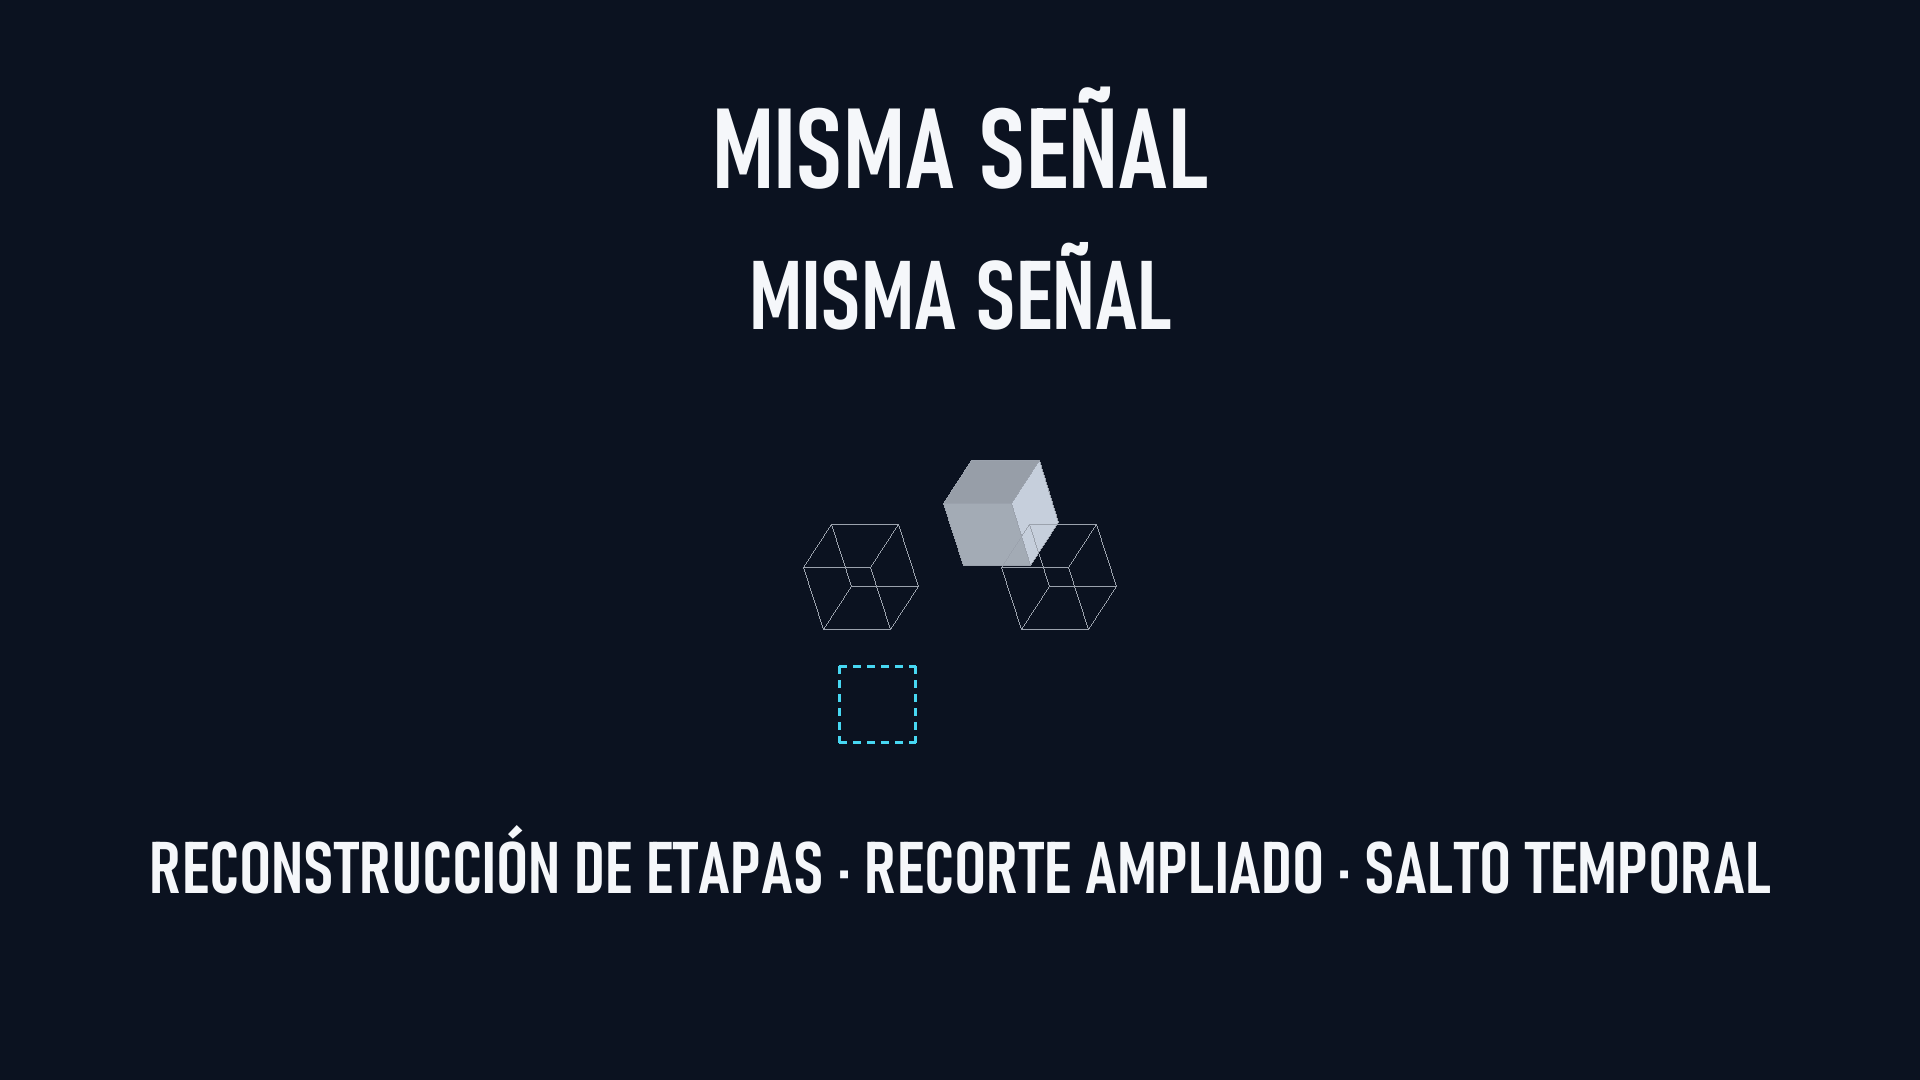 MISMA SEÑAL
MISMA SEÑAL
RECONSTRUCCIÓN DE ETAPAS · RECORTE AMPLIADO · SALTO TEMPORAL